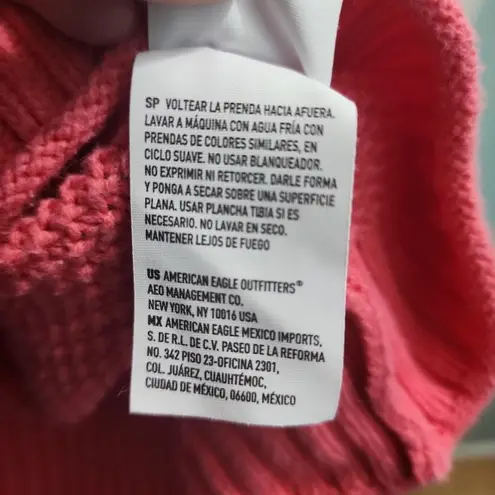 SP VOLTEAR LA PRENDA HACIA AFUERA.
LAVAR A MÁQUINA CON AGUA FRÍA CON
PRENDAS DE COLORES SIMILARES, EN
CICLO SUAVE. NO USAR BLANQUEADOR.
NO EXPRIMIR NI RETORCER. DARLE FORMA
Y PONGA A SECAR SOBRE UNA SUPERFICIE
PLANA. USAR PLANCHA TIBIA SI ES
NECESARIO. NO LAVAR EN SECO.
MANTENER LEJOS DE FUEGO
US AMERICAN EAGLE OUTFITTERS®
AEO MANAGEMENT CO.
NEW YORK, NY 10016 USA
MX AMERICAN EAGLE MEXICO IMPORTS,
S. DE R.L. DE C.V. PASEO DE LA REFORMA
NO. 342 PISO 23-OFICINA 2301,
COL. JUÁREZ, CUAUHTÉMOC,
CIUDAD DE MÉXICO, 06600, MÉXICO